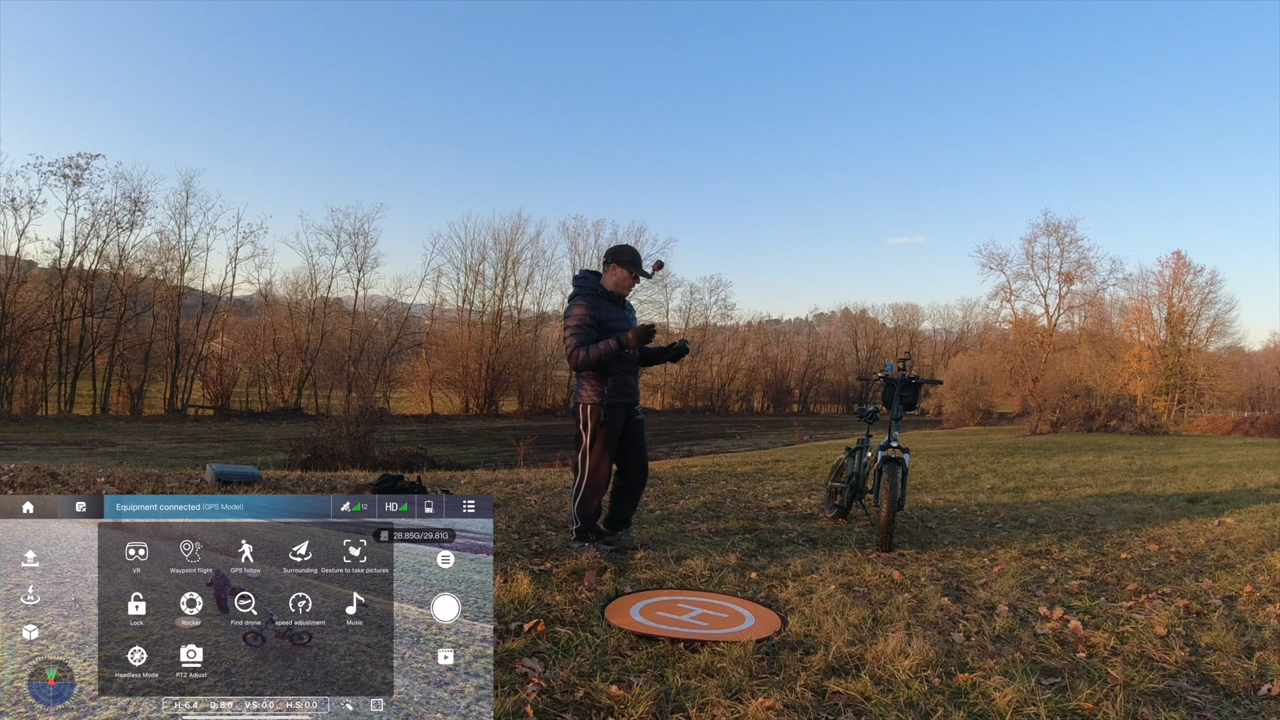 Equipment connected (GPS Model)
12
HD
28.85G/29.81G
VR
Waypoint flight
GPS follow
Surrounding
Gesture to take pictures
Lock
Rocker
Find drone
speed adjustment
Music
Headless Mode
PTZ Adjust
H:-6.4 D:8.0 V.S:0.0 H.S:0.0
H